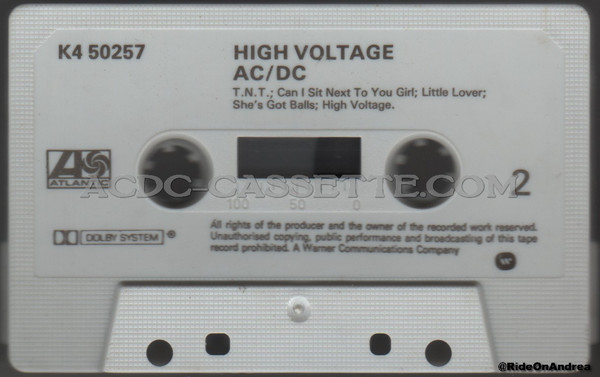 K4 50257
HIGH VOLTAGE
AC/DC
T.N.T.; Can I Sit Next To You Girl; Little Lover;
She's Got Balls; High Voltage.
ATLANTIC
ACDC-CASSETTE.COM
2
100 50 0
DOLBY SYSTEM ®
All rights of the producer and the owner of the recorded work reserved.
Unauthorised copying, public performance and broadcasting of this tape
record prohibited. A Warner Communications Company
@RideOnAndrea